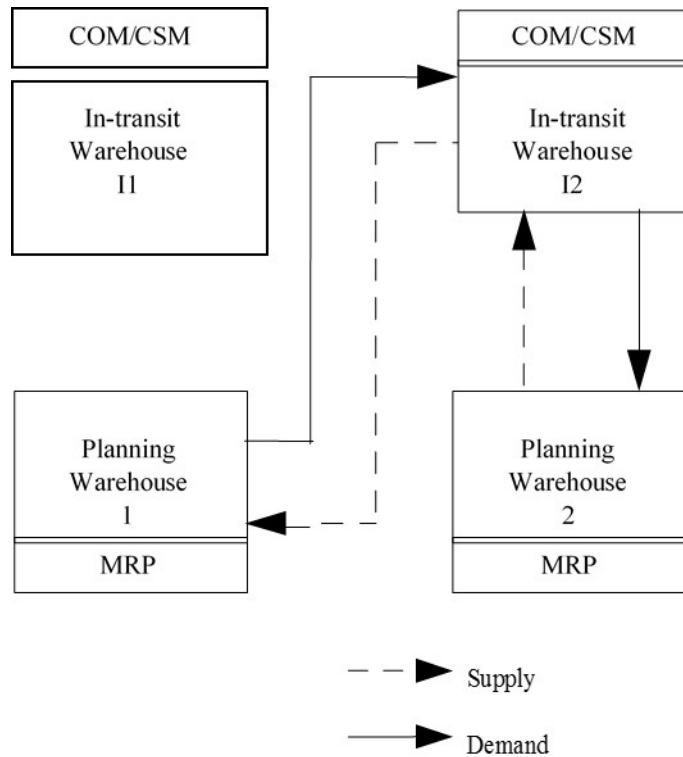 COM/CSM
In-transit
Warehouse
I1
COM/CSM
In-transit
Warehouse
I2
Planning
Warehouse
1
MRP
Planning
Warehouse
2
MRP
Supply
Demand